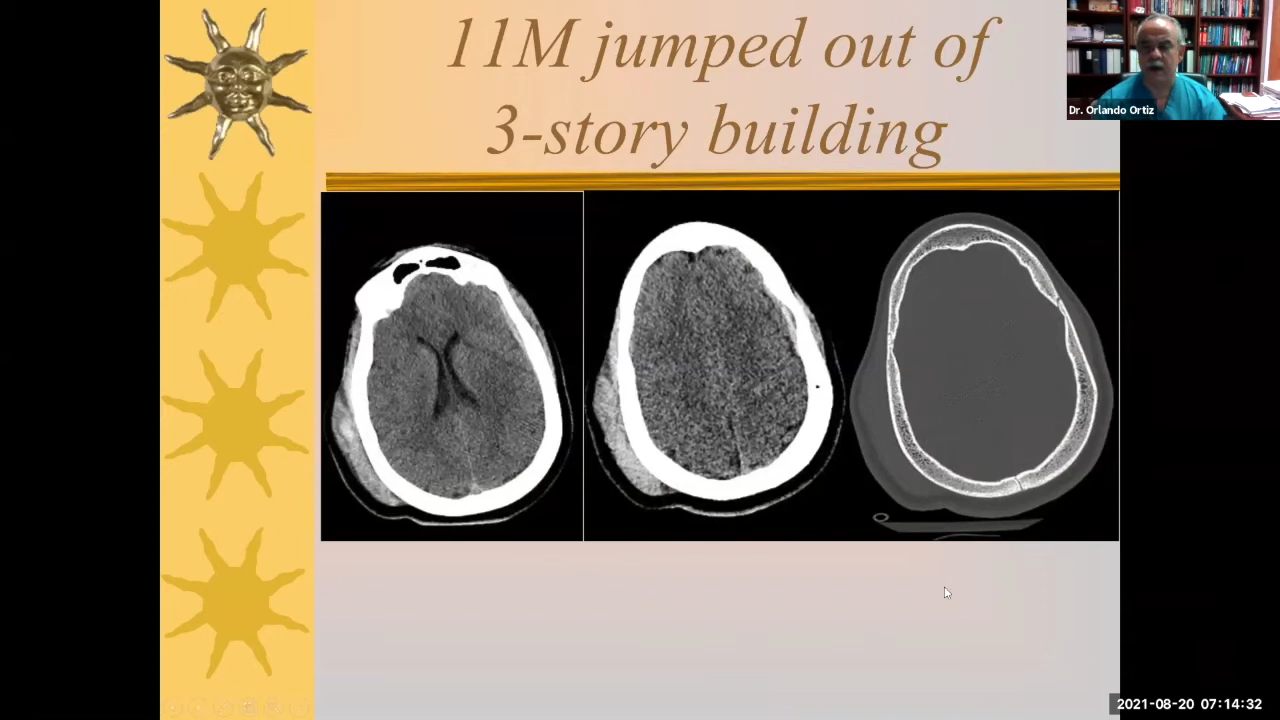 11M jumped out of
3-story building
Dr. Orlando Ortiz
2021-08-20 07:14:32